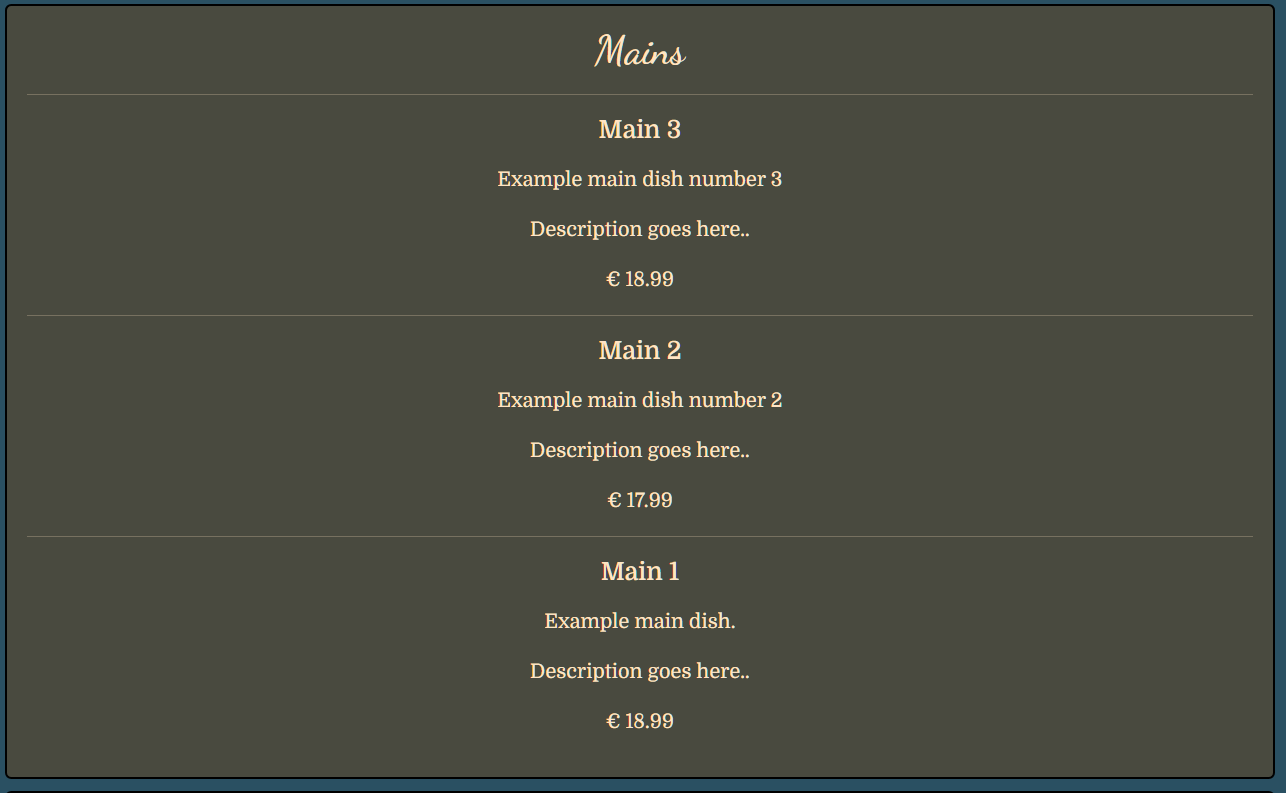 Mains
Main 3
Example main dish number 3
Description goes here..
€ 18.99
Main 2
Example main dish number 2
Description goes here..
€ 17.99
Main 1
Example main dish.
Description goes here..
€ 18.99